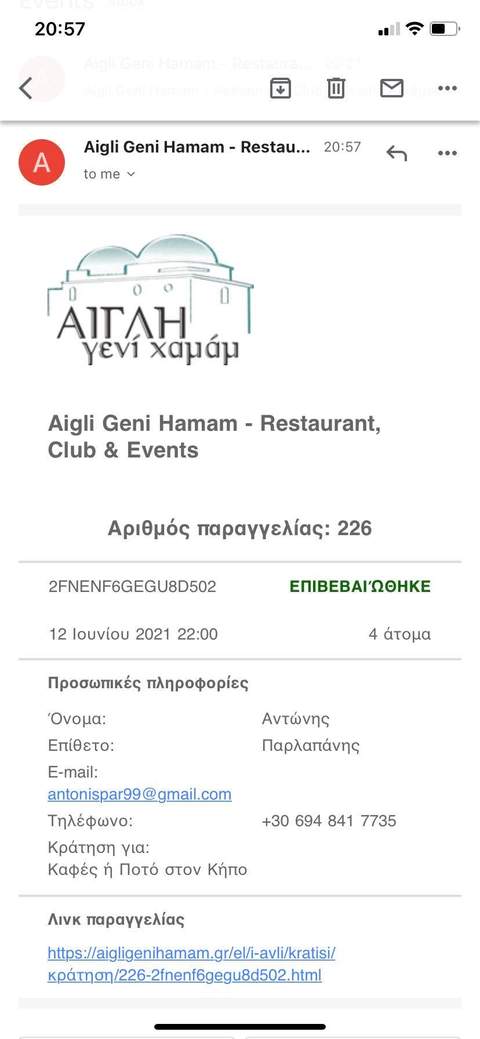 20:57
Aigli Geni Hamam - Restau... 20:57
A
to me
ΑΙΓΛΗ
γενί χαμάμ
Aigli Geni Hamam - Restaurant,
Club & Events
Αριθμός παραγγελίας: 226
2FNENF6GEGU8D502 ΕΠΙΒΕΒΑΙΏΘΗΚΕ
12 Ιουνίου 2021 22:00 4 άτομα
Προσωπικές πληροφορίες
Όνομα: Αντώνης
Επίθετο: Παρλαπάνης
E-mail:
antonispar99@gmail.com
Τηλέφωνο: +30 694 841 7735
Κράτηση για:
Καφές ή Ποτό στον Κήπο
Λινκ παραγγελίας
https://aigligenihamam.gr/el/i-avli/kratisi/
κράτηση/226-2fnenf6gegu8d502.html